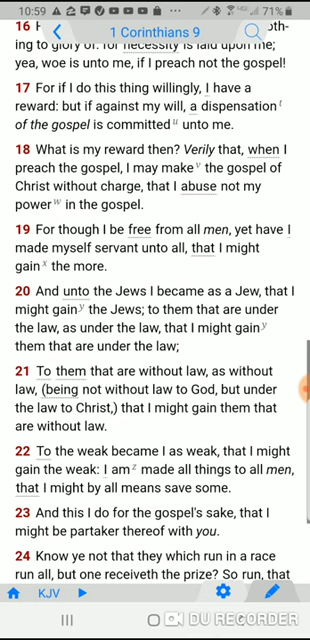 10:59
71%
1 Corinthians 9
16
ing to glory of: for necessity is laid upon me;
yea, woe is unto me, if I preach not the gospel!
17 For if I do this thing willingly, I have a
reward: but if against my will, a dispensation t
of the gospel is committed u unto me.
18 What is my reward then? Verily that, when I
preach the gospel, I may make v the gospel of
Christ without charge, that I abuse not my
power w in the gospel.
19 For though I be free from all men, yet have I
made myself servant unto all, that I might
gain x the more.
20 And unto the Jews I became as a Jew, that I
might gain y the Jews; to them that are under
the law, as under the law, that I might gain y
them that are under the law;
21 To them that are without law, as without
law, (being not without law to God, but under
the law to Christ,) that I might gain them that
are without law.
22 To the weak became I as weak, that I might
gain the weak: I am z made all things to all men,
that I might by all means save some.
23 And this I do for the gospel's sake, that I
might be partaker thereof with you.
24 Know ye not that they which run in a race
run all, but one receiveth the prize? So run, that
KJV
DU RECORDER